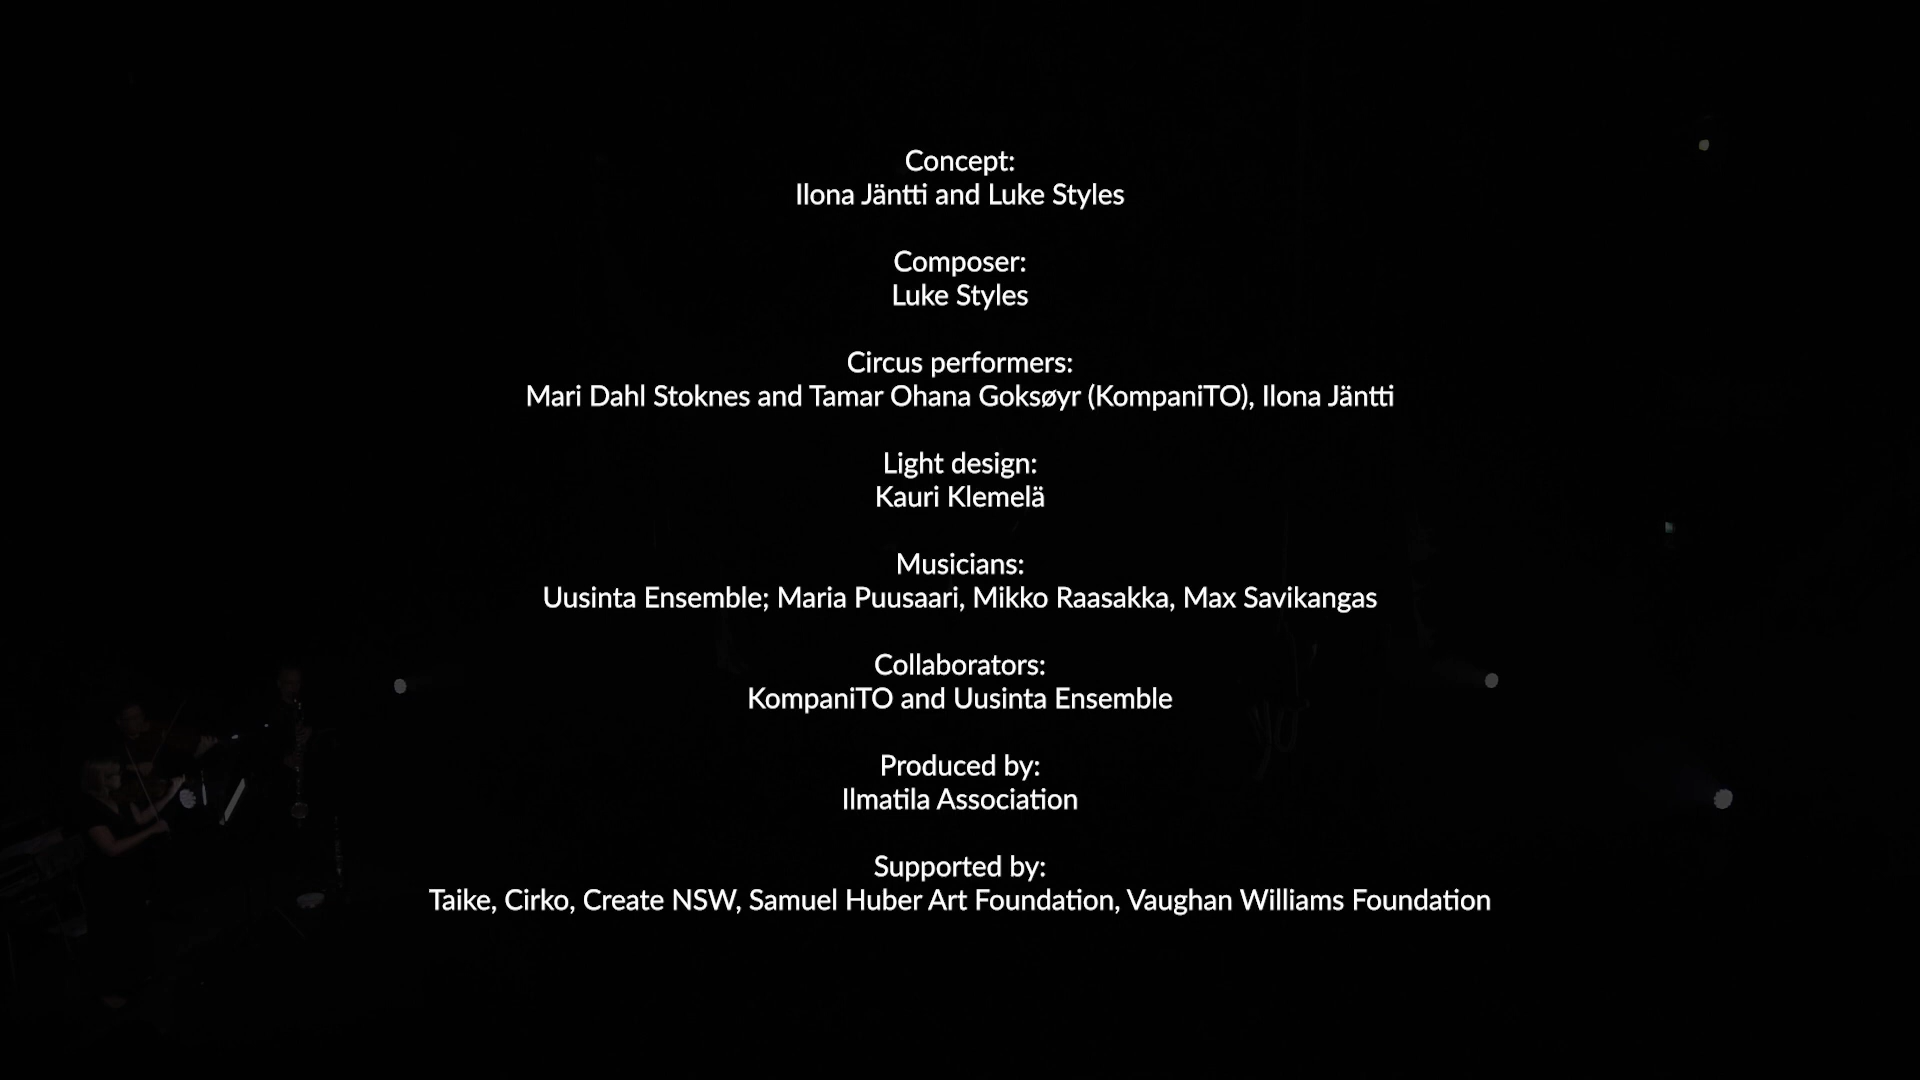 Concept:
Ilona Jäntti and Luke Styles
Composer:
Luke Styles
Circus performers:
Mari Dahl Stoknes and Tamar Ohana Goksøyr (KompaniTO), Ilona Jäntti
Light design:
Kauri Klemelä
Musicians:
Uusinta Ensemble; Maria Puusaari, Mikko Raasakka, Max Savikangas
Collaborators:
KompaniTO and Uusinta Ensemble
Produced by:
Ilmatila Association
Supported by:
Taike, Cirko, Create NSW, Samuel Huber Art Foundation, Vaughan Williams Foundation